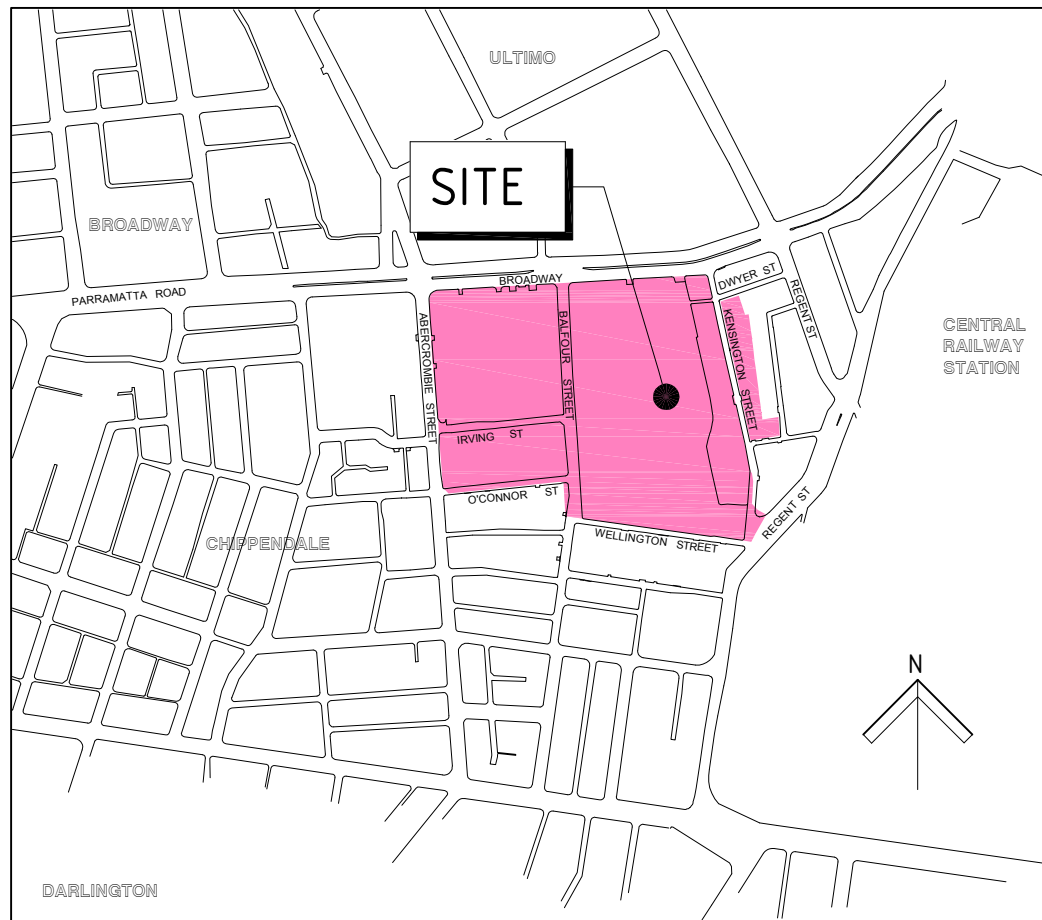 ULTIMO
SITE
BROADWAY
BROADWAY
DWYER ST
PARRAMATTA ROAD
REGENT ST
KENSINGTON STREET
ABERCROMBIE STREET
BALFOUR STREET
CENTRAL
RAILWAY
STATION
IRVING ST
O'CONNOR ST
REGENT ST
WELLINGTON STREET
CHIPPENDALE
N
DARLINGTON